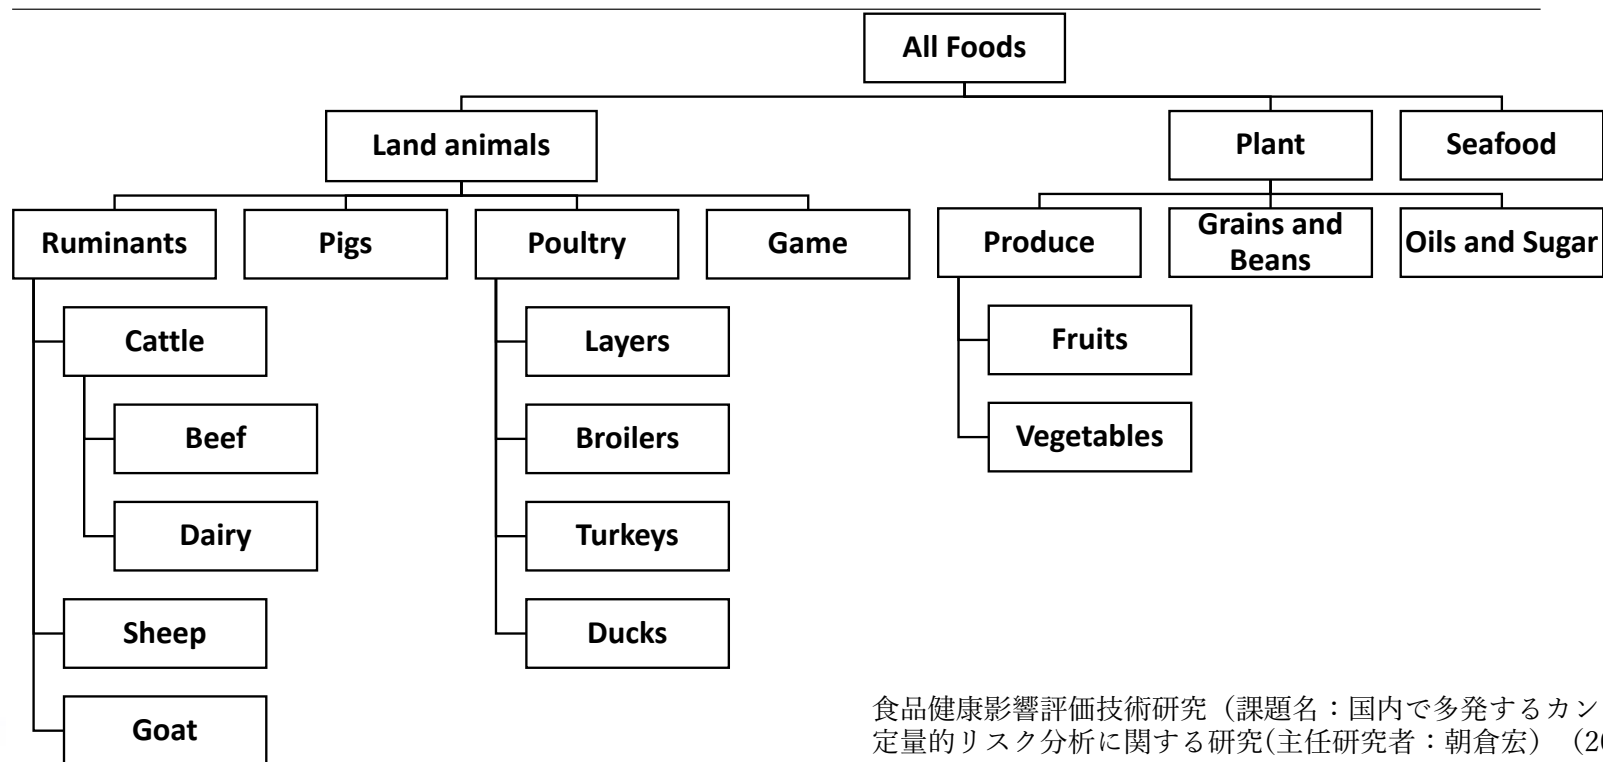 All Foods
Land animals
Plant
Seafood
Ruminants
Pigs
Poultry
Game
Produce
Grains and
Beans
Oils and Sugar
Cattle
Layers
Fruits
Beef
Broilers
Vegetables
Dairy
Turkeys
Sheep
Ducks
Goat
食品健康影響評価技術研究（課題名：国内で多発するカン
定量的リスク分析に関する研究(主任研究者：朝倉宏）（20